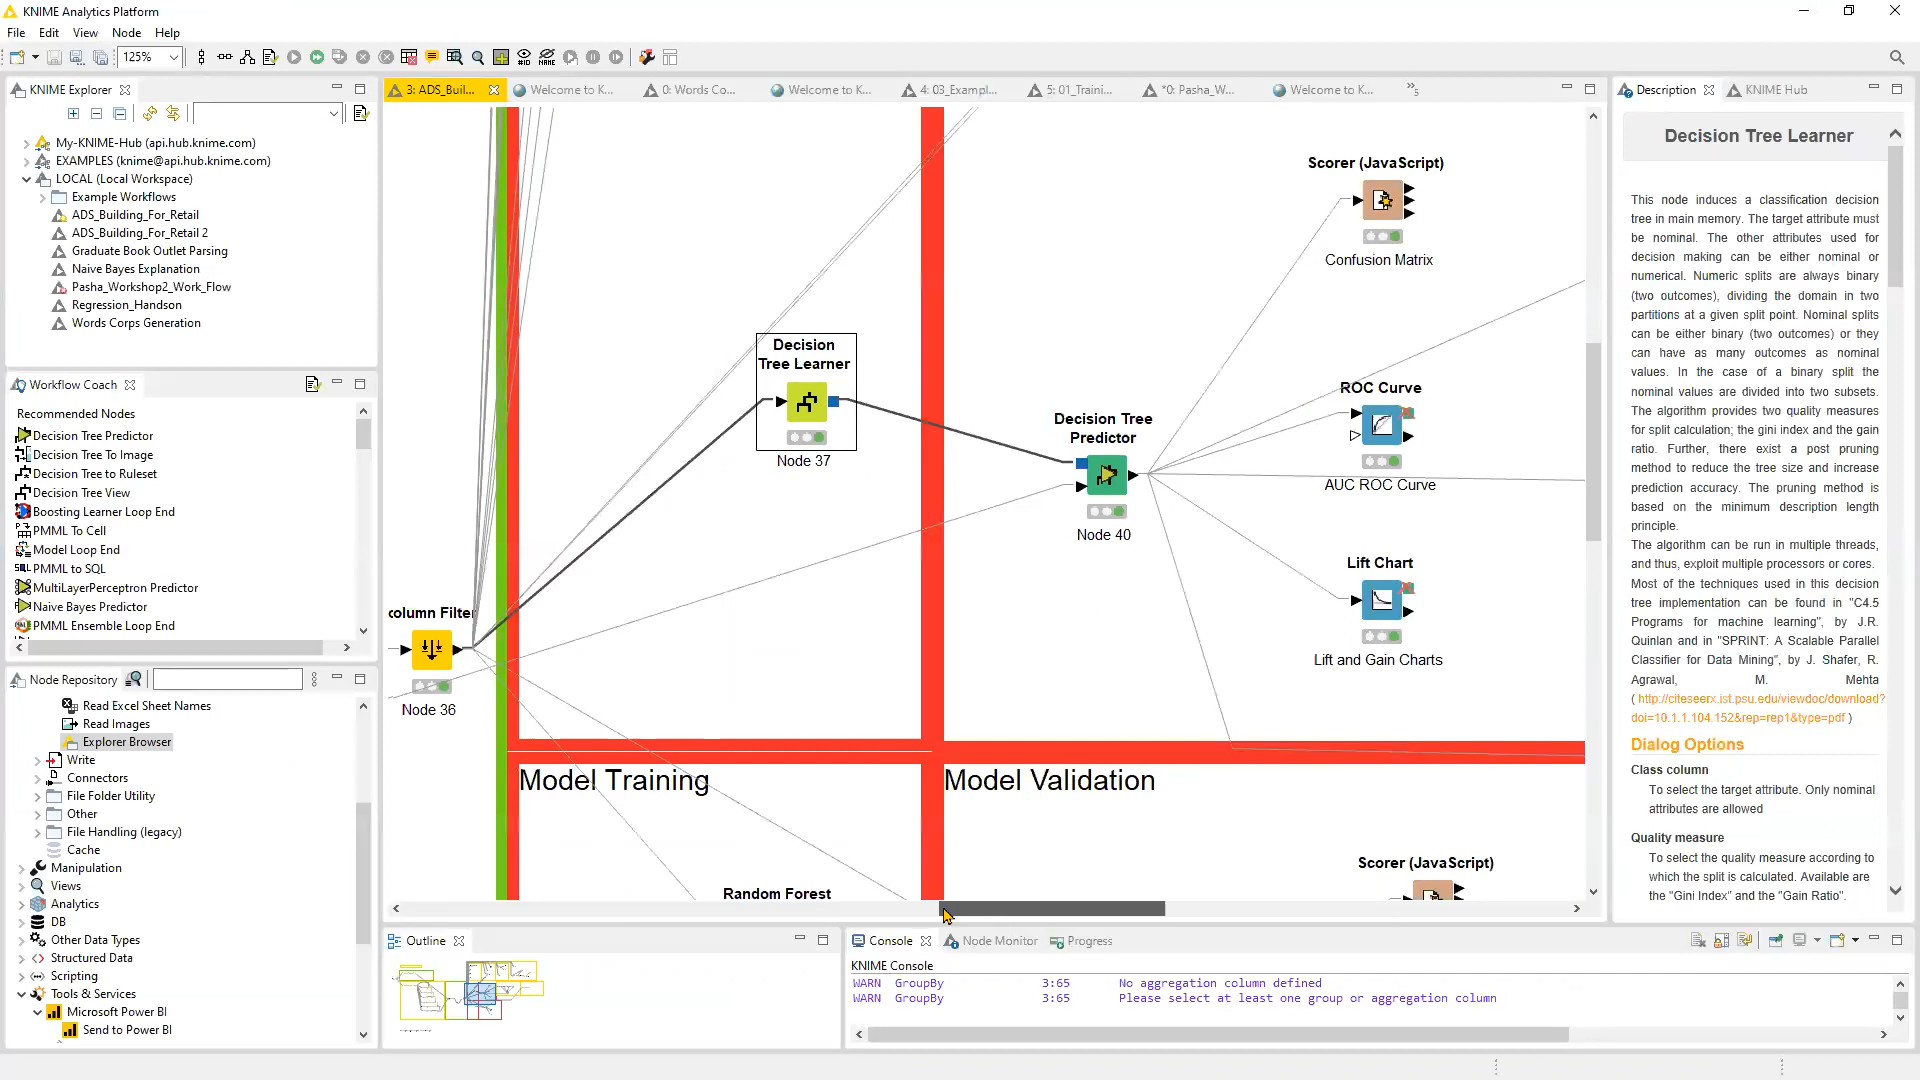 KNIME Analytics Platform
File Edit View Node Help
125%
KNIME Explorer
My-KNIME-Hub (api.hub.knime.com)
EXAMPLES (knime@api.hub.knime.com)
LOCAL (Local Workspace)
Example Workflows
ADS_Building_For_Retail
ADS_Building_For_Retail 2
Graduate Book Outlet Parsing
Naive Bayes Explanation
Pasha_Workshop2_Work_Flow
Regression_Handson
Words Corps Generation
Workflow Coach
Recommended Nodes
Decision Tree Predictor
Decision Tree To Image
Decision Tree to Ruleset
Decision Tree View
Boosting Learner Loop End
PMML To Cell
Model Loop End
PMML to SQL
MultiLayerPerceptron Predictor
Naive Bayes Predictor
PMML Ensemble Loop End
Node Repository
Read Excel Sheet Names
Read Images
Explorer Browser
Write
Connectors
File Folder Utility
Other
File Handling (legacy)
Cache
Manipulation
Views
Analytics
DB
Other Data Types
Structured Data
Scripting
Tools & Services
Microsoft Power BI
Send to Power BI
3: ADS_Buil... Welcome to K... 0: Words Co... Welcome to K... 4: 03_Exampl... 5: 01_Traini... *0: Pasha_W... Welcome to K... »5
Scorer (JavaScript)
Confusion Matrix
Decision
Tree Learner
Node 37
Decision Tree
Predictor
Node 40
ROC Curve
AUC ROC Curve
Lift Chart
Lift and Gain Charts
column Filter
Node 36
Model Training
Model Validation
Random Forest
Scorer (JavaScript)
Outline
Console Node Monitor Progress
KNIME Console
WARN GroupBy 3:65 No aggregation column defined
WARN GroupBy 3:65 Please select at least one group or aggregation column
Description KNIME Hub
Decision Tree Learner
This node induces a classification decision
tree in main memory. The target attribute must
be nominal. The other attributes used for
decision making can be either nominal or
numerical. Numeric splits are always binary
(two outcomes), dividing the domain in two
partitions at a given split point. Nominal splits
can be either binary (two outcomes) or they
can have as many outcomes as nominal
values. In the case of a binary split the
nominal values are divided into two subsets.
The algorithm provides two quality measures
for split calculation; the gini index and the gain
ratio. Further, there exist a post pruning
method to reduce the tree size and increase
prediction accuracy. The pruning method is
based on the minimum description length
principle.
The algorithm can be run in multiple threads,
and thus, exploit multiple processors or cores.
Most of the techniques used in this decision
tree implementation can be found in "C4.5
Programs for machine learning", by J.R.
Quinlan and in "SPRINT: A Scalable Parallel
Classifier for Data Mining", by J. Shafer, R.
Agrawal, M. Mehta
( http://citeseerx.ist.psu.edu/viewdoc/download?
doi=10.1.1.104.152&rep=rep1&type=pdf )
Dialog Options
Class column
To select the target attribute. Only nominal
attributes are allowed
Quality measure
To select the quality measure according to
which the split is calculated. Available are
the "Gini Index" and the "Gain Ratio".